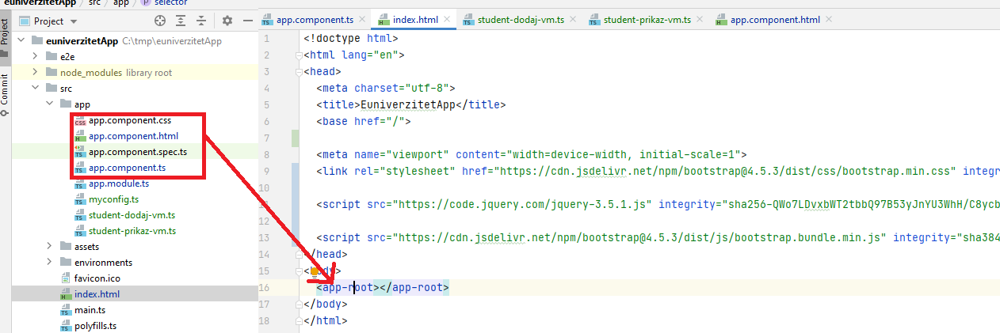 euniverzitetApp > src > app > selector
Project
app.component.ts
index.html
student-dodaj-vm.ts
student-prikaz-vm.ts
app.component.html
Project
Commit
euniverzitetApp C:\tmp\euniverzitetApp
e2e
node_modules library root
src
app
app.component.css
app.component.html
app.component.spec.ts
app.component.ts
app.module.ts
myconfig.ts
student-dodaj-vm.ts
student-prikaz-vm.ts
assets
environments
favicon.ico
index.html
main.ts
polyfills.ts
1 <!doctype html>
2 <html lang="en">
3 <head>
4 <meta charset="utf-8">
5 <title>EuniverzitetApp</title>
6 <base href="/">
7
8 <meta name="viewport" content="width=device-width, initial-scale=1">
9 <link rel="stylesheet" href="https://cdn.jsdelivr.net/npm/bootstrap@4.5.3/dist/css/bootstrap.min.css" integri
10
11 <script src="https://code.jquery.com/jquery-3.5.1.js" integrity="sha256-QWo7LDvxbWT2tbbQ97B53yJnYU3WhH/C8ycb
12
13 <script src="https://cdn.jsdelivr.net/npm/bootstrap@4.5.3/dist/js/bootstrap.bundle.min.js" integrity="sha384
14 </head>
15 <body>
16 <app-root></app-root>
17 </body>
18 </html>